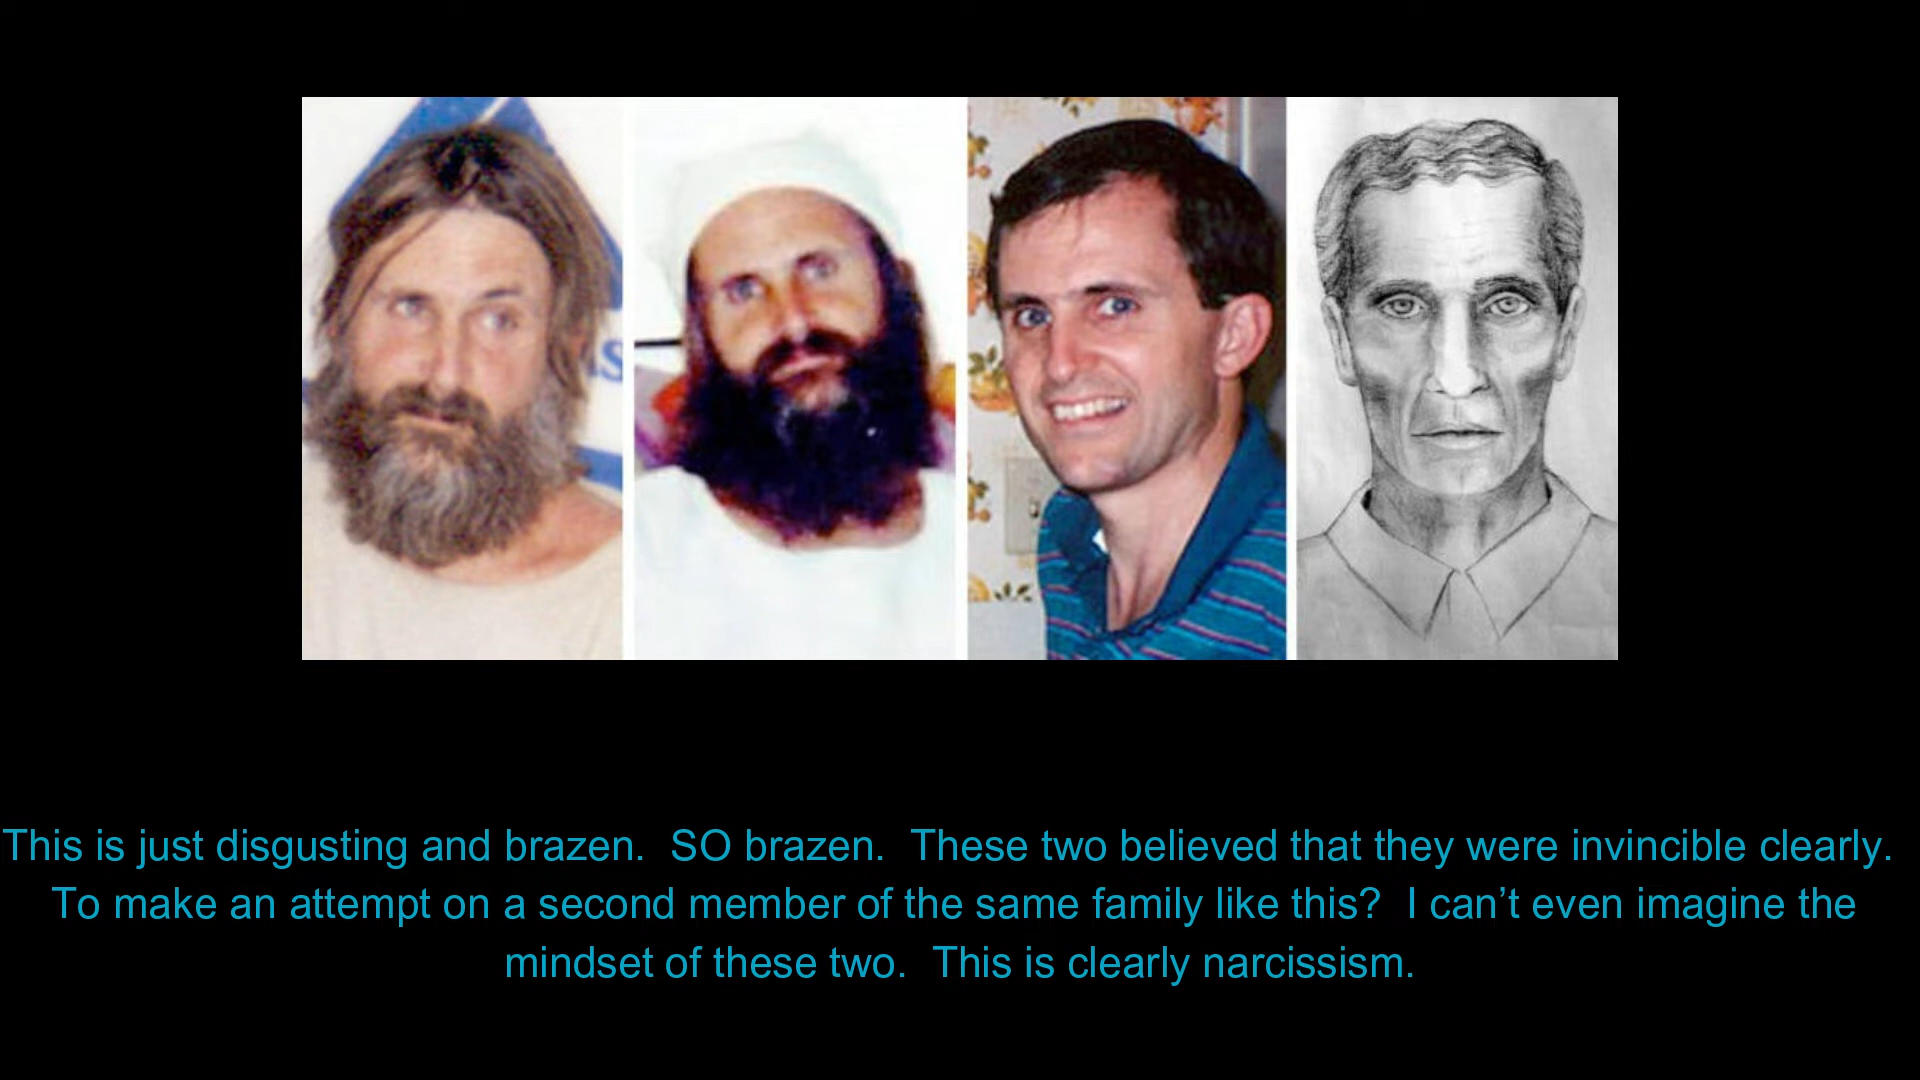 This is just disgusting and brazen.  SO brazen.  These two believed that they were invincible clearly.
To make an attempt on a second member of the same family like this?  I can’t even imagine the
mindset of these two.  This is clearly narcissism.